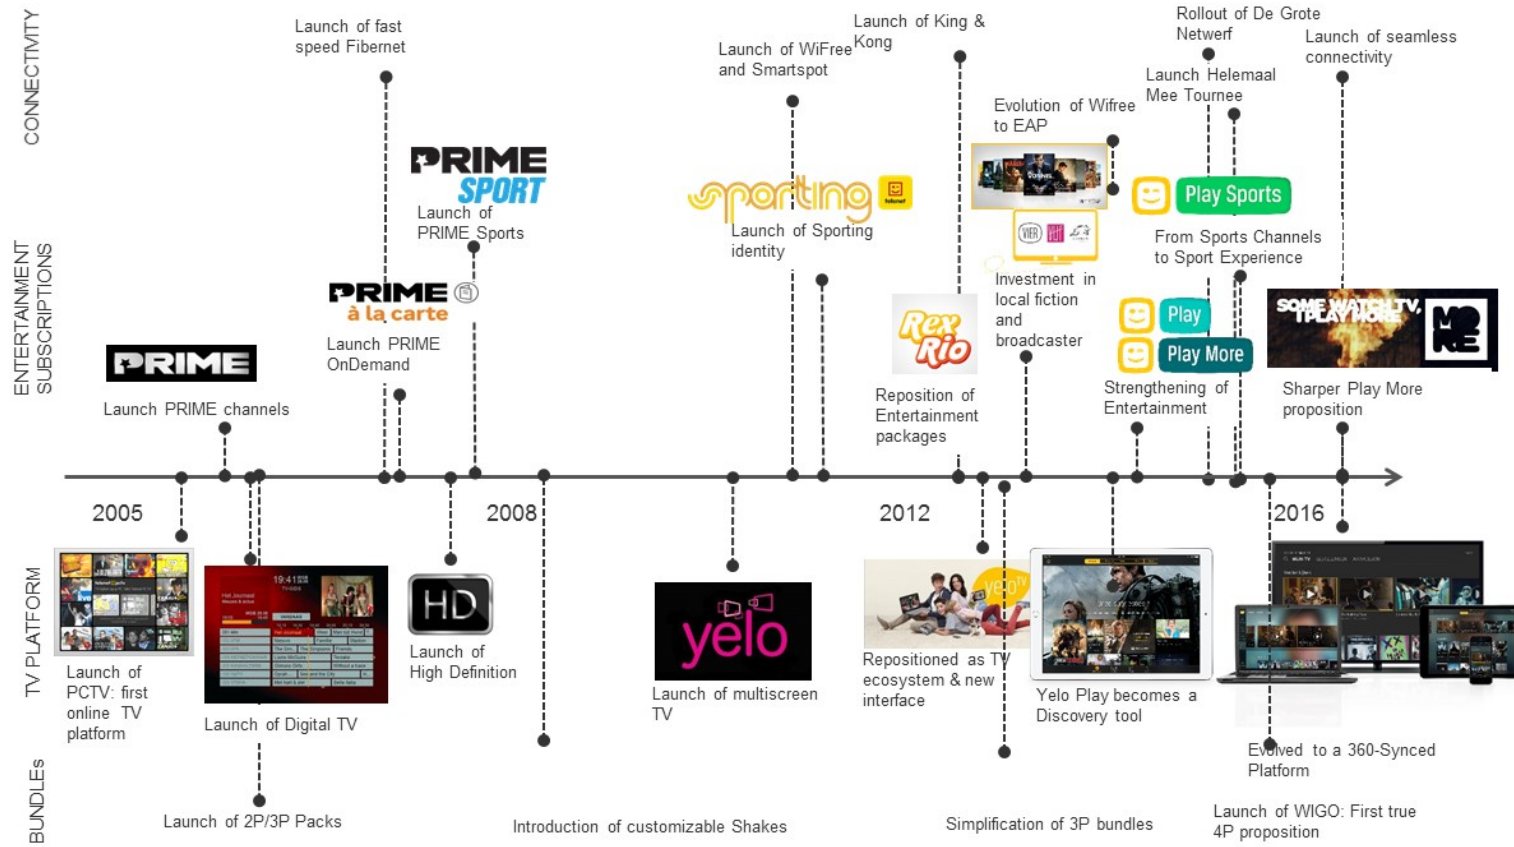 CONNECTIVITY
Launch of fast
speed Fibernet
Launch of WiFree
and Smartspot
Launch of King &
Kong
Evolution of Wifree
to EAP
Rollout of De Grote
Netwerf
Launch Helemaal
Mee Tournee
Launch of seamless
connectivity
ENTERTAINMENT
SUBSCRIPTIONS
PRIME
Launch PRIME channels
PRIME
à la carte
Launch PRIME
OnDemand
PRIME
SPORT
Launch of
PRIME Sports
sporting
telenet
Launch of Sporting
identity
Rex
Rio
Reposition of
Entertainment
packages
VIER
Investment in
local fiction
and
broadcaster
Play Sports
From Sports Channels
to Sport Experience
Play
Play More
Strengthening of
Entertainment
SOME WATCH TV,
I PLAY MORE
MORE
Sharper Play More
proposition
2005
2008
2012
2016
TV PLATFORM
Launch of
PCTV: first
online TV
platform
19:41
Launch of Digital TV
HD
Launch of
High Definition
yelo
Launch of multiscreen
TV
yelo TV
Repositioned as TV
ecosystem & new
interface
Yelo Play becomes a
Discovery tool
Evolved to a 360-Synced
Platform
BUNDLEs
Launch of 2P/3P Packs
Introduction of customizable Shakes
Simplification of 3P bundles
Launch of WIGO: First true
4P proposition